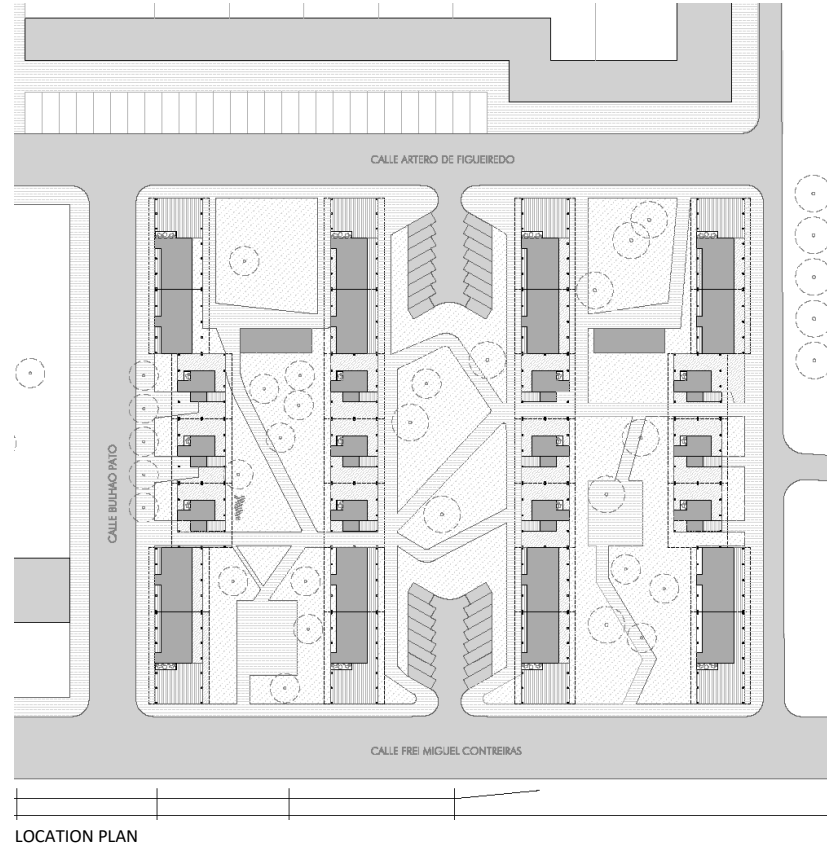 CALLE ARTERO DE FIGUEIREDO
CALLE BULHAO PATO
CALLE FREI MIGUEL CONTREIRAS
LOCATION PLAN